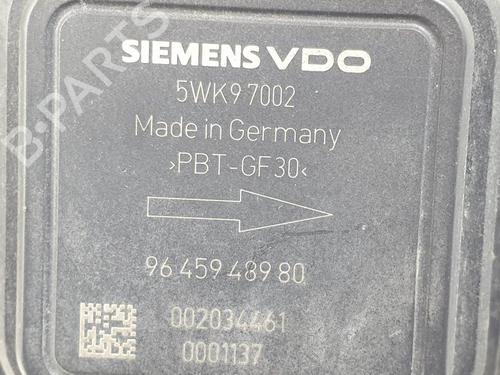 SIEMENS VDO
5WK9 7002
Made in Germany
>PBT-GF30<
96 459 489 80
002034461
0001137
B-PARTS